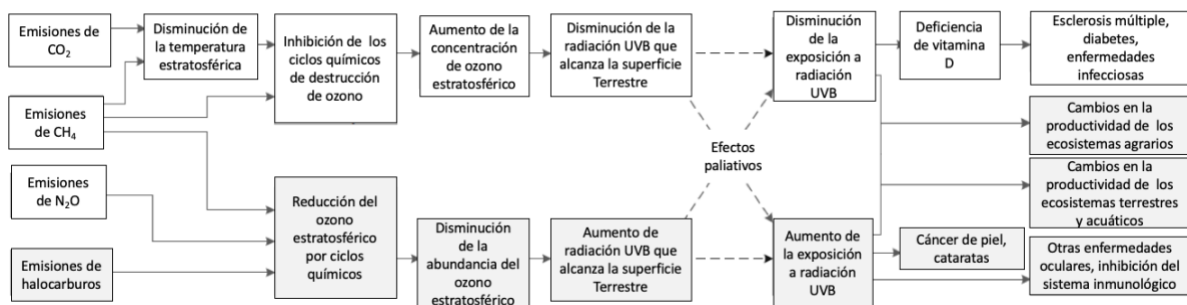 Emisiones de
CO2
Disminución de
la temperatura
estratosférica
Inhibición de los
ciclos químicos
de destrucción
de ozono
Aumento de la
concentración
de ozono
estratosférico
Disminución de la
radiación UVB que
alcanza la superficie
Terrestre
Disminución
de la
exposición a
radiación
UVB
Deficiencia
de vitamina
D
Esclerosis múltiple,
diabetes,
enfermedades
infecciosas
Emisiones
de CH4
Cambios en la
productividad de los
ecosistemas agrarios
Efectos
paliativos
Emisiones
de N2O
Cambios en la
productividad de los
ecosistemas terrestres
y acuáticos
Reducción del
ozono
estratosférico
por ciclos
químicos
Emisiones de
halocarburos
Disminución
de la
abundancia del
ozono
estratosférico
Aumento de
radiación UVB que
alcanza la superficie
Terrestre
Aumento de
la exposición
a radiación
UVB
Cáncer de piel,
cataratas
Otras enfermedades
oculares, inhibición del
sistema inmunológico